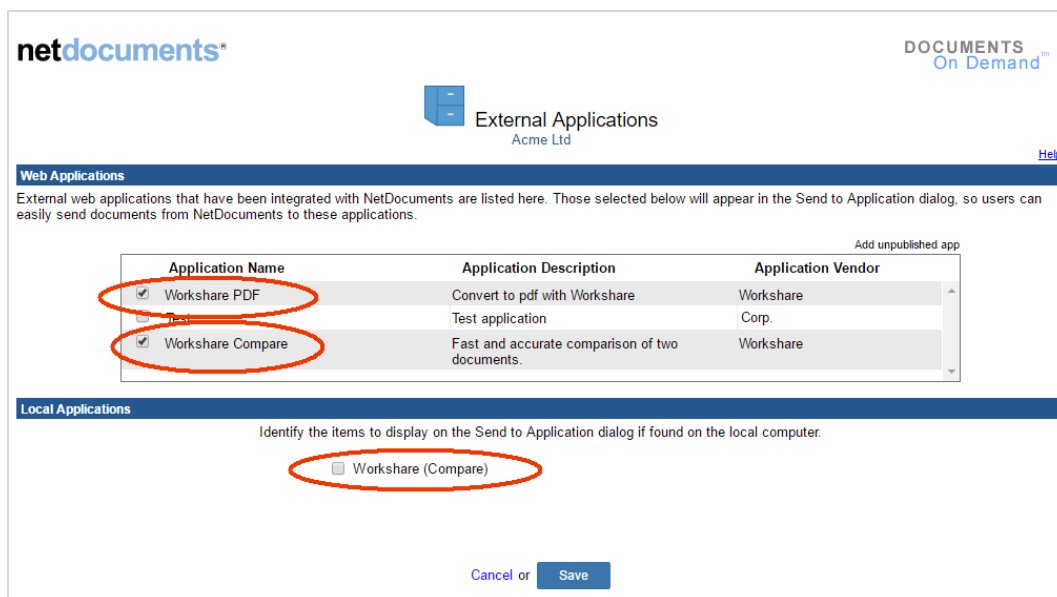 netdocuments
DOCUMENTS
On Demand
External Applications
Acme Ltd
Help
Web Applications
External web applications that have been integrated with NetDocuments are listed here. Those selected below will appear in the Send to Application dialog, so users can
easily send documents from NetDocuments to these applications.
Add unpublished app
Application Name Application Description Application Vendor
Workshare PDF Convert to pdf with Workshare Workshare
Test Test application Corp.
Workshare Compare Fast and accurate comparison of two Workshare
documents.
Local Applications
Identify the items to display on the Send to Application dialog if found on the local computer.
Workshare (Compare)
Cancel or Save